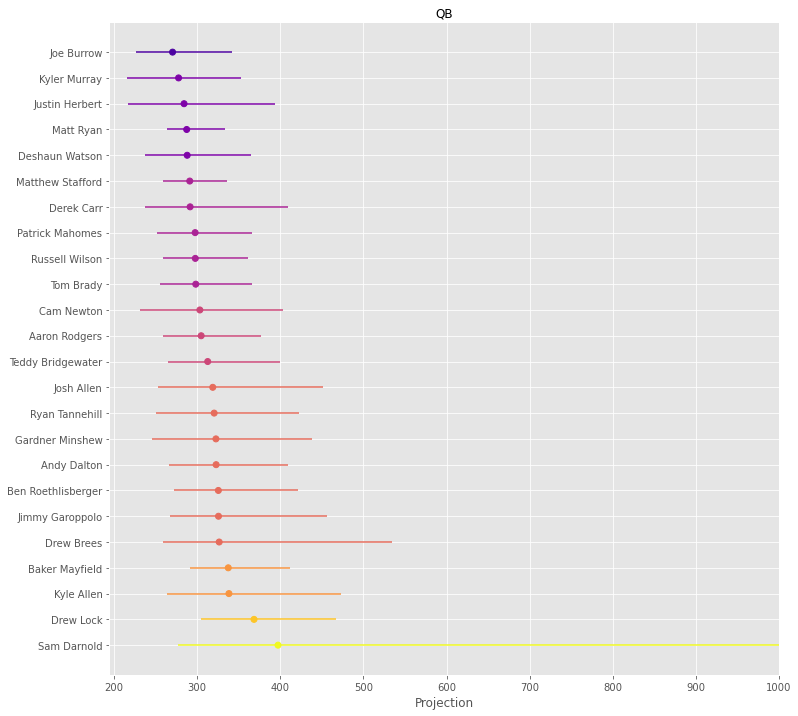 QB
Joe Burrow
Kyler Murray
Justin Herbert
Matt Ryan
Deshaun Watson
Matthew Stafford
Derek Carr
Patrick Mahomes
Russell Wilson
Tom Brady
Cam Newton
Aaron Rodgers
Teddy Bridgewater
Josh Allen
Ryan Tannehill
Gardner Minshew
Andy Dalton
Ben Roethlisberger
Jimmy Garoppolo
Drew Brees
Baker Mayfield
Kyle Allen
Drew Lock
Sam Darnold
200 300 400 500 600 700 800 900 1000
Projection